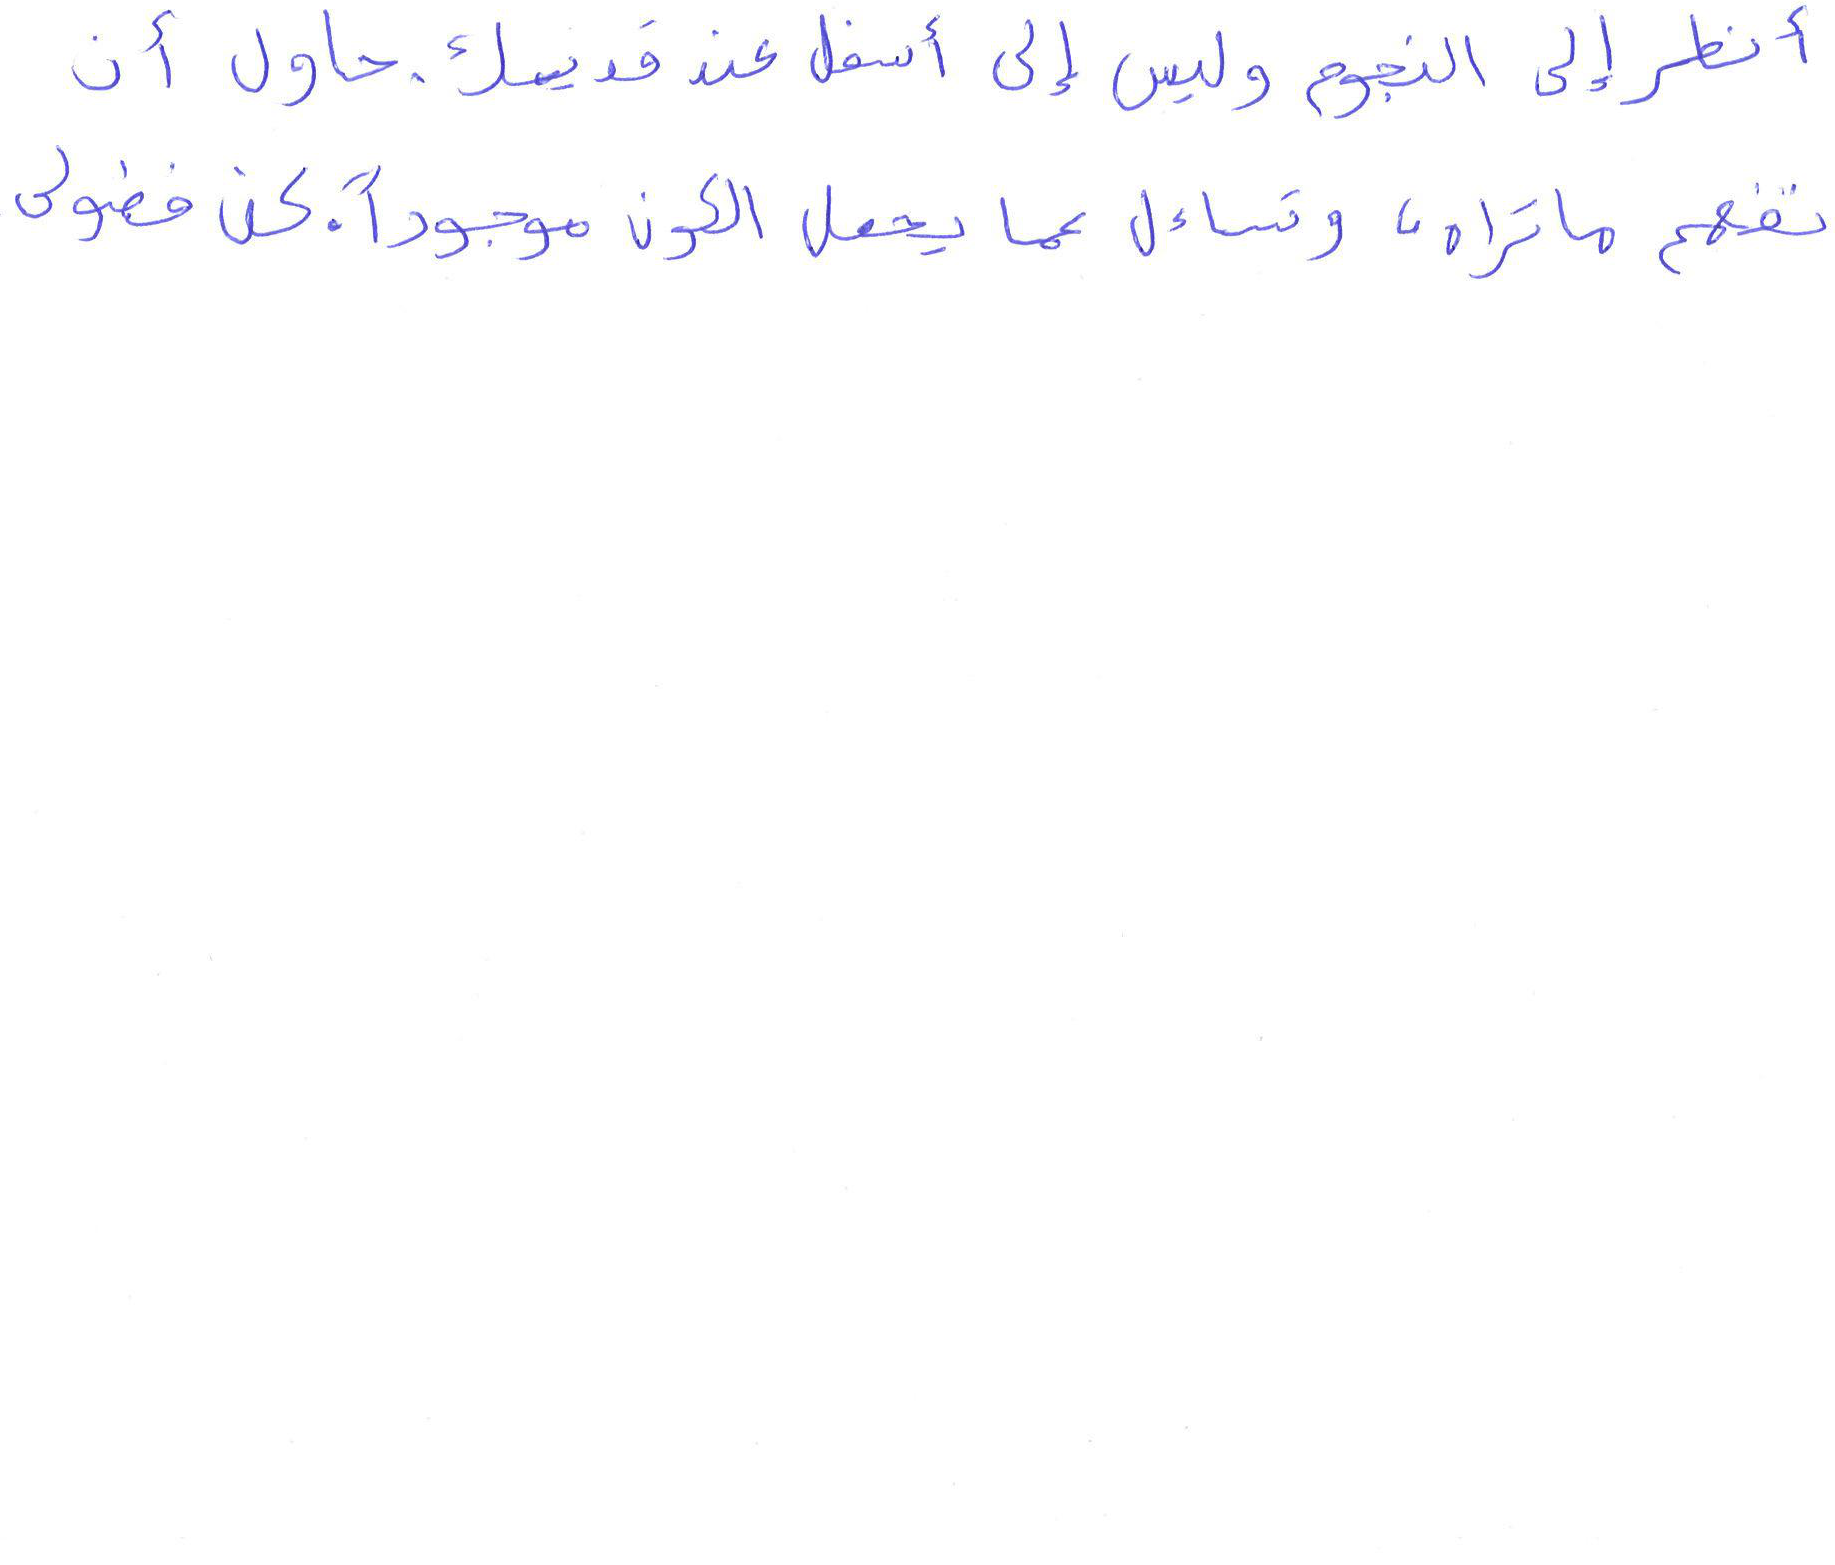 أنظر إلى النجوم وليس إلى أسفل عند قدميك. حاول أن
تفهم ما تراه، وتساءل عما يجعل الكون موجوداً. كن فضولى